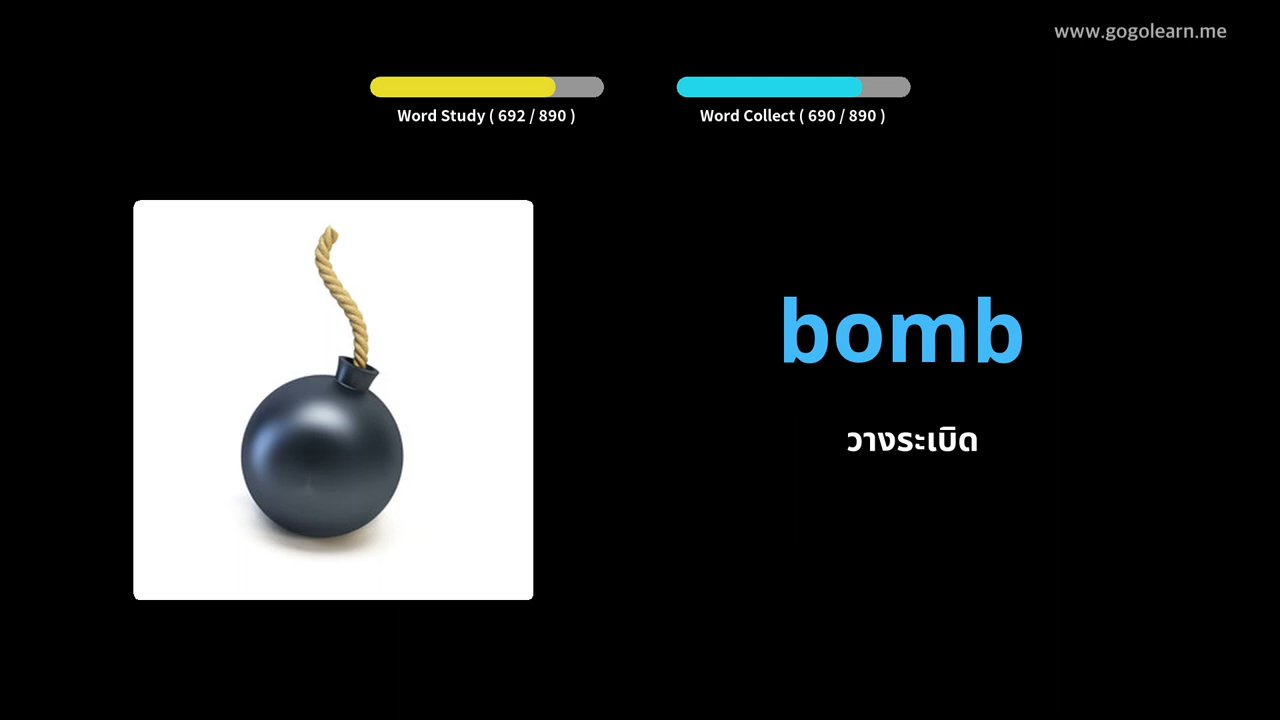 www.gogolearn.me
Word Study ( 692 / 890 )
Word Collect ( 690 / 890 )
bomb
วางระเบิด